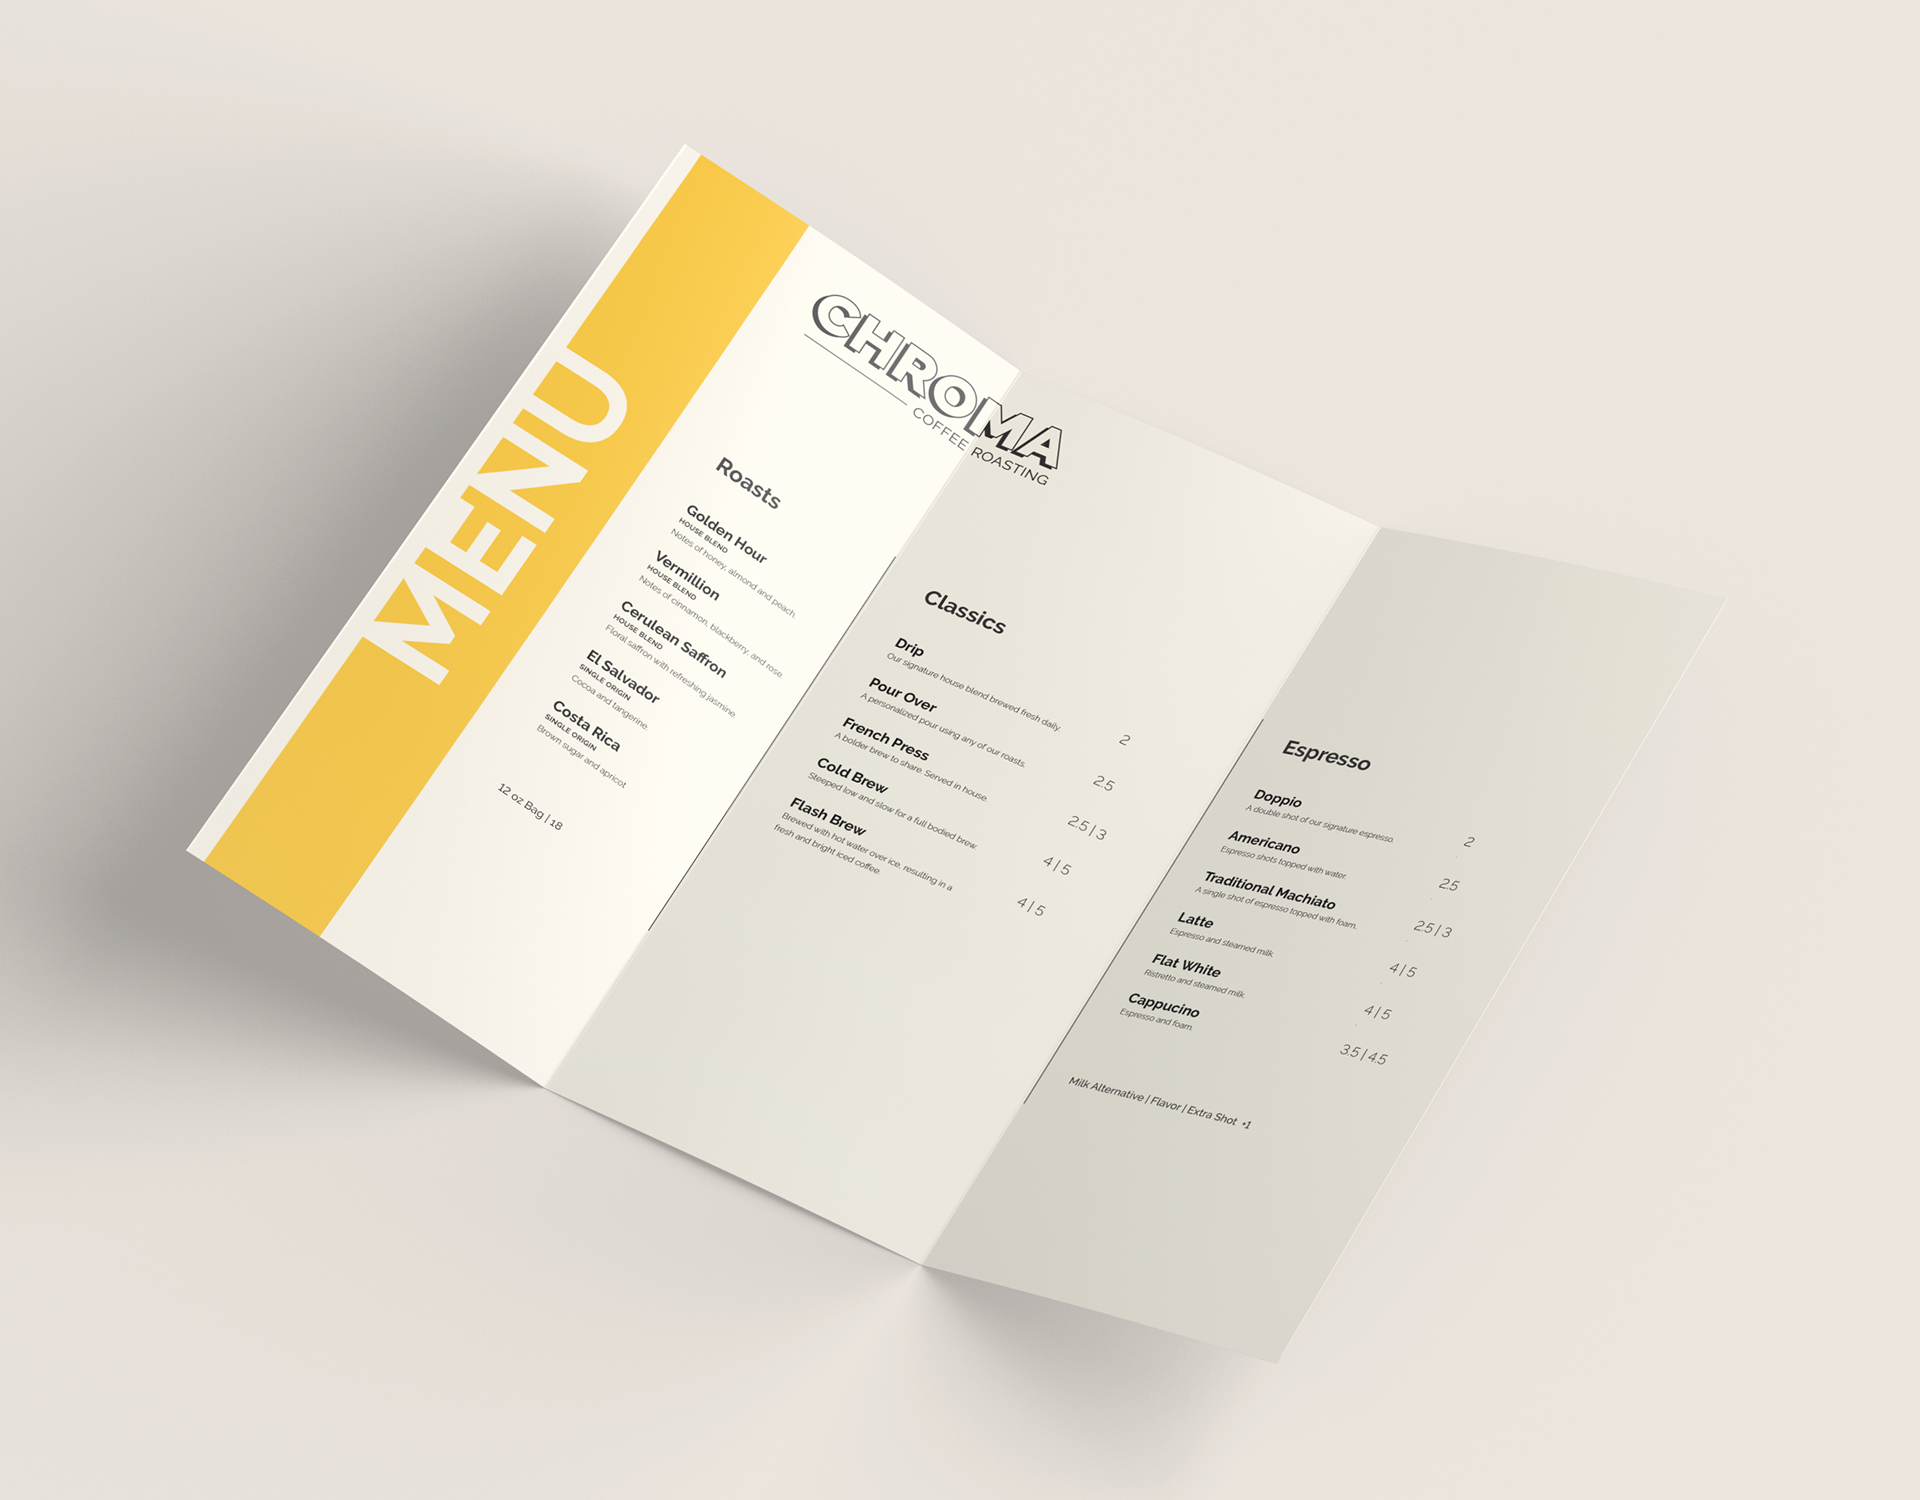 MENU
CHROMA
COFFEE ROASTING
Roasts
Golden Hour
HOUSE BLEND
Notes of honey, almond and peach.
Vermillion
HOUSE BLEND
Notes of cinnamon, blackberry, and rose.
Cerulean Saffron
HOUSE BLEND
Floral saffron with refreshing jasmine.
El Salvador
SINGLE ORIGIN
Cocoa and tangerine.
Costa Rica
SINGLE ORIGIN
Brown sugar and apricot
12 oz Bag | 18
Classics
Drip
Our signature house blend brewed fresh daily.
2
Pour Over
A personalized pour using any of our roasts.
2.5
French Press
A bolder brew to share. Served in house.
2.5 | 3
Cold Brew
Steeped low and slow for a full bodied brew.
4 | 5
Flash Brew
Brewed with hot water over ice, resulting in a
fresh and bright iced coffee.
4 | 5
Espresso
Doppio
A double shot of our signature espresso.
2
Americano
Espresso shots topped with water.
2.5
Traditional Machiato
A single shot of espresso topped with foam.
2.5 | 3
Latte
Espresso and steamed milk.
4 | 5
Flat White
Ristretto and steamed milk.
4 | 5
Cappucino
Espresso and foam
3.5 | 4.5
Milk Alternative | Flavor | Extra Shot +1